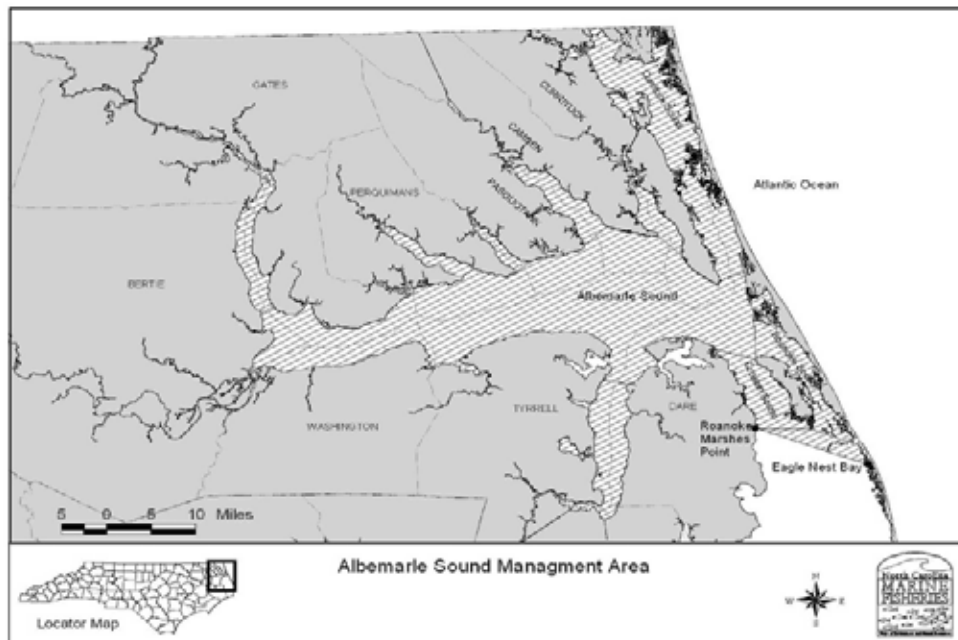 GATES
CURRITUCK
CAMDEN
Atlantic Ocean
PERQUIMANS
BERTIE
Albemarle Sound
TYRRELL
DARE
WASHINGTON
Roanoke
Marshes
Point
Eagle Nest Bay
5 0 5 10 Miles
Albemarle Sound Managment Area
N
W E
S
Locator Map
North Carolina
MARINE
FISHERIES